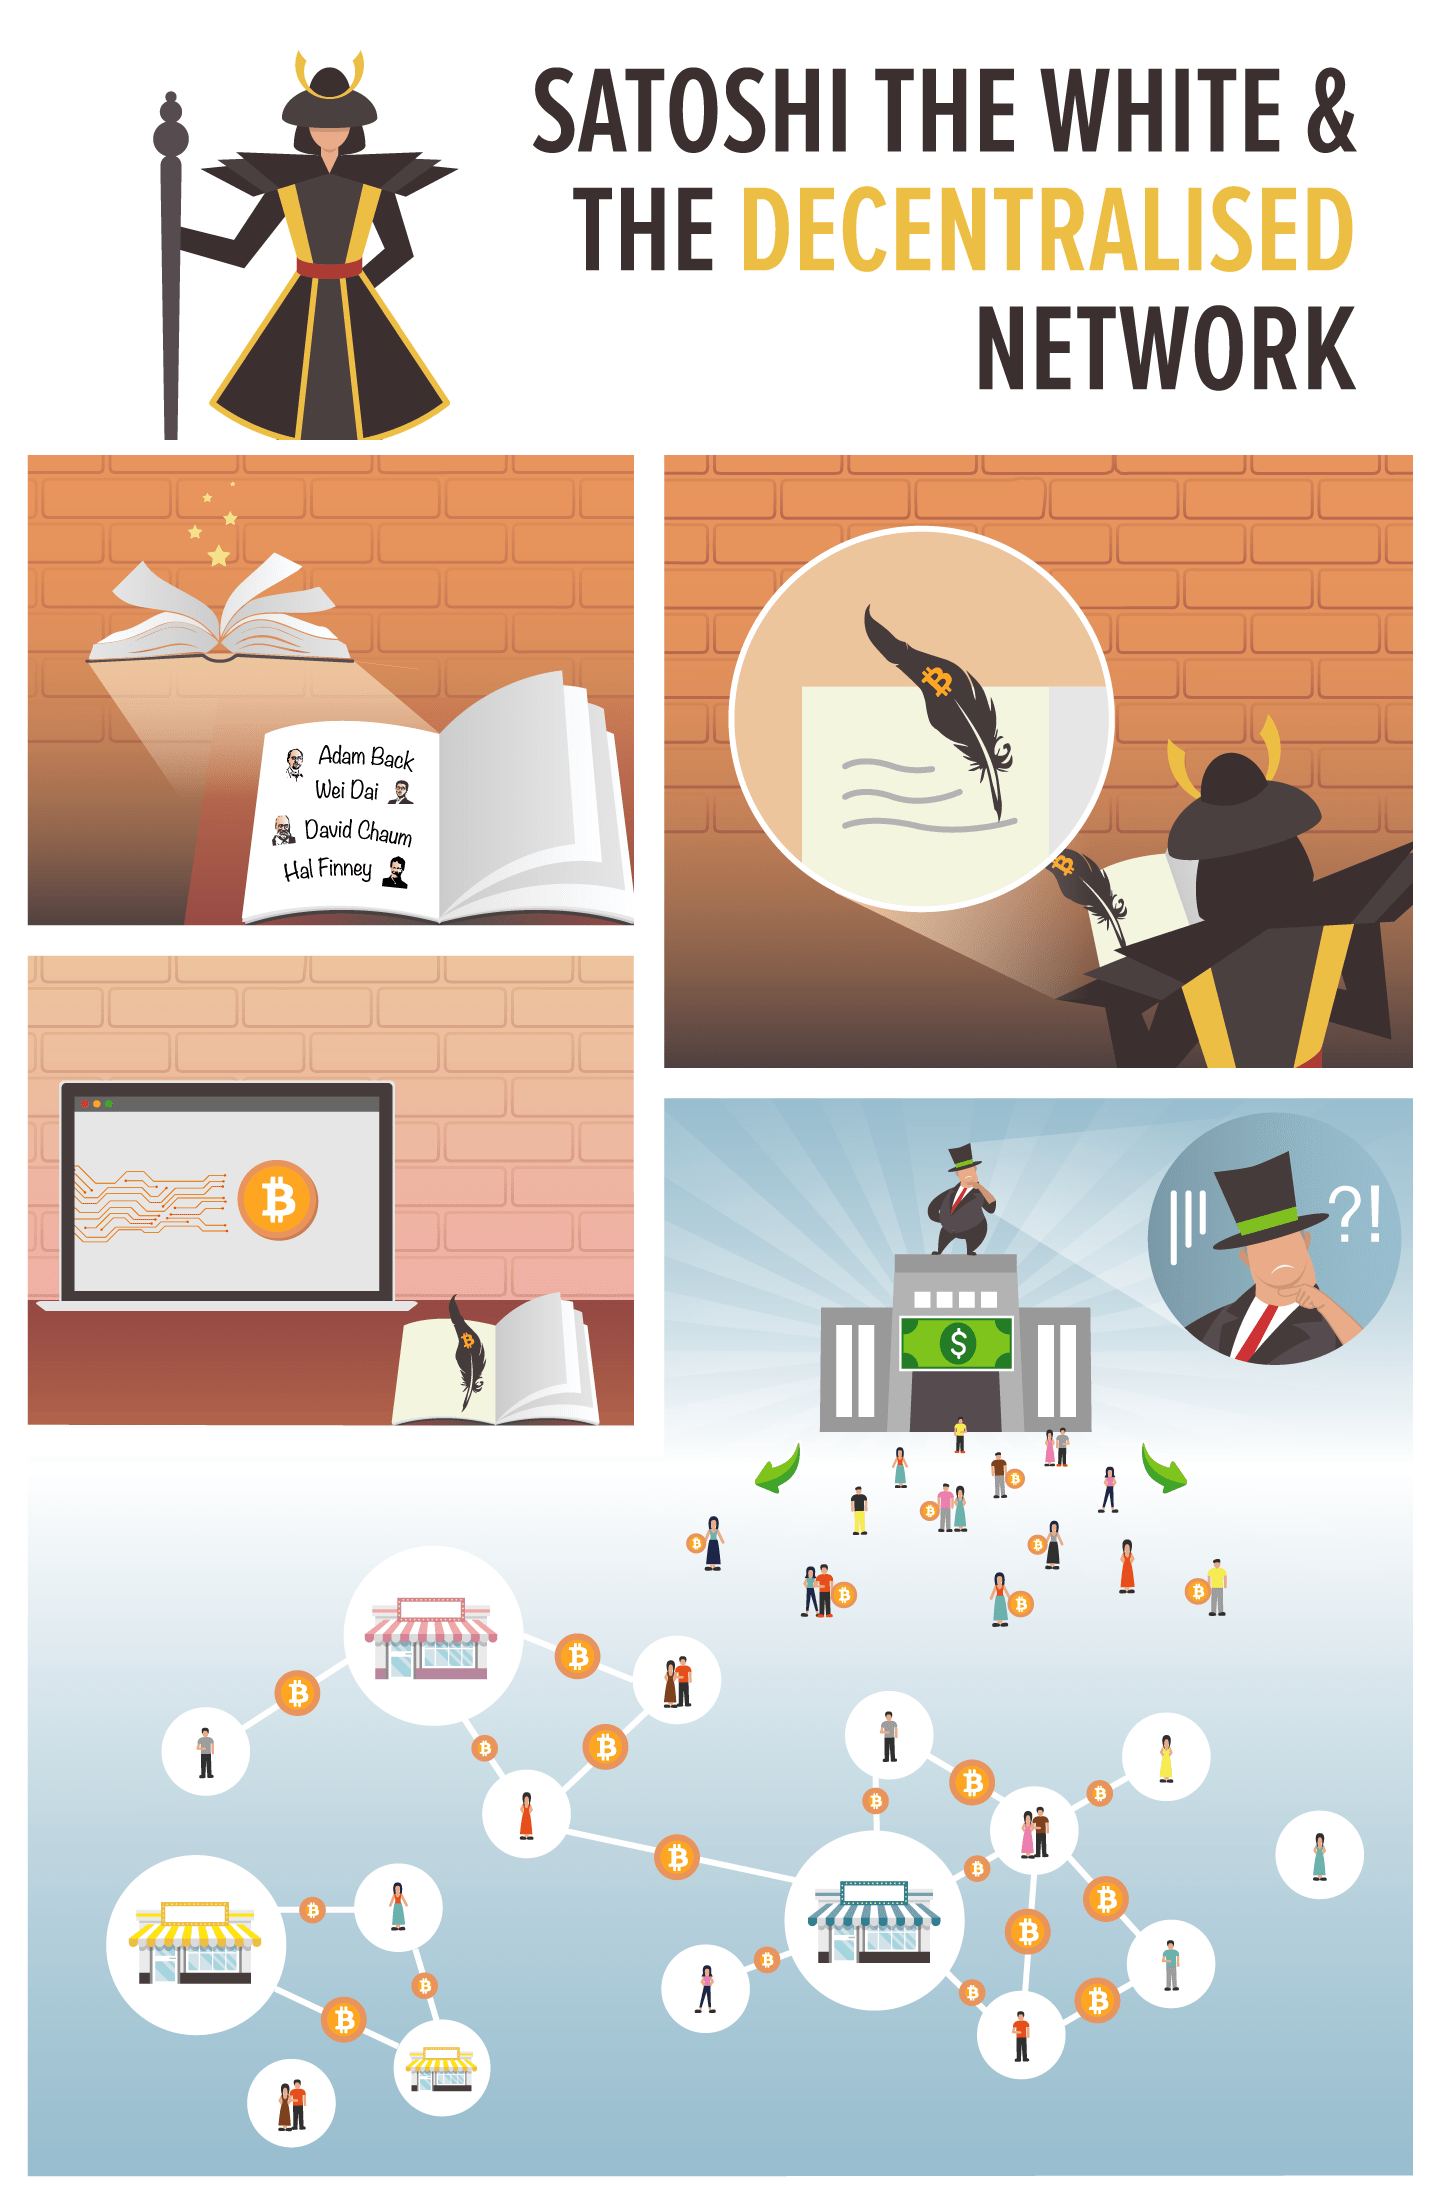 SATOSHI THE WHITE &
THE DECENTRALISED
NETWORK
Adam Back
Wei Dai
David Chaum
Hal Finney
?!
$